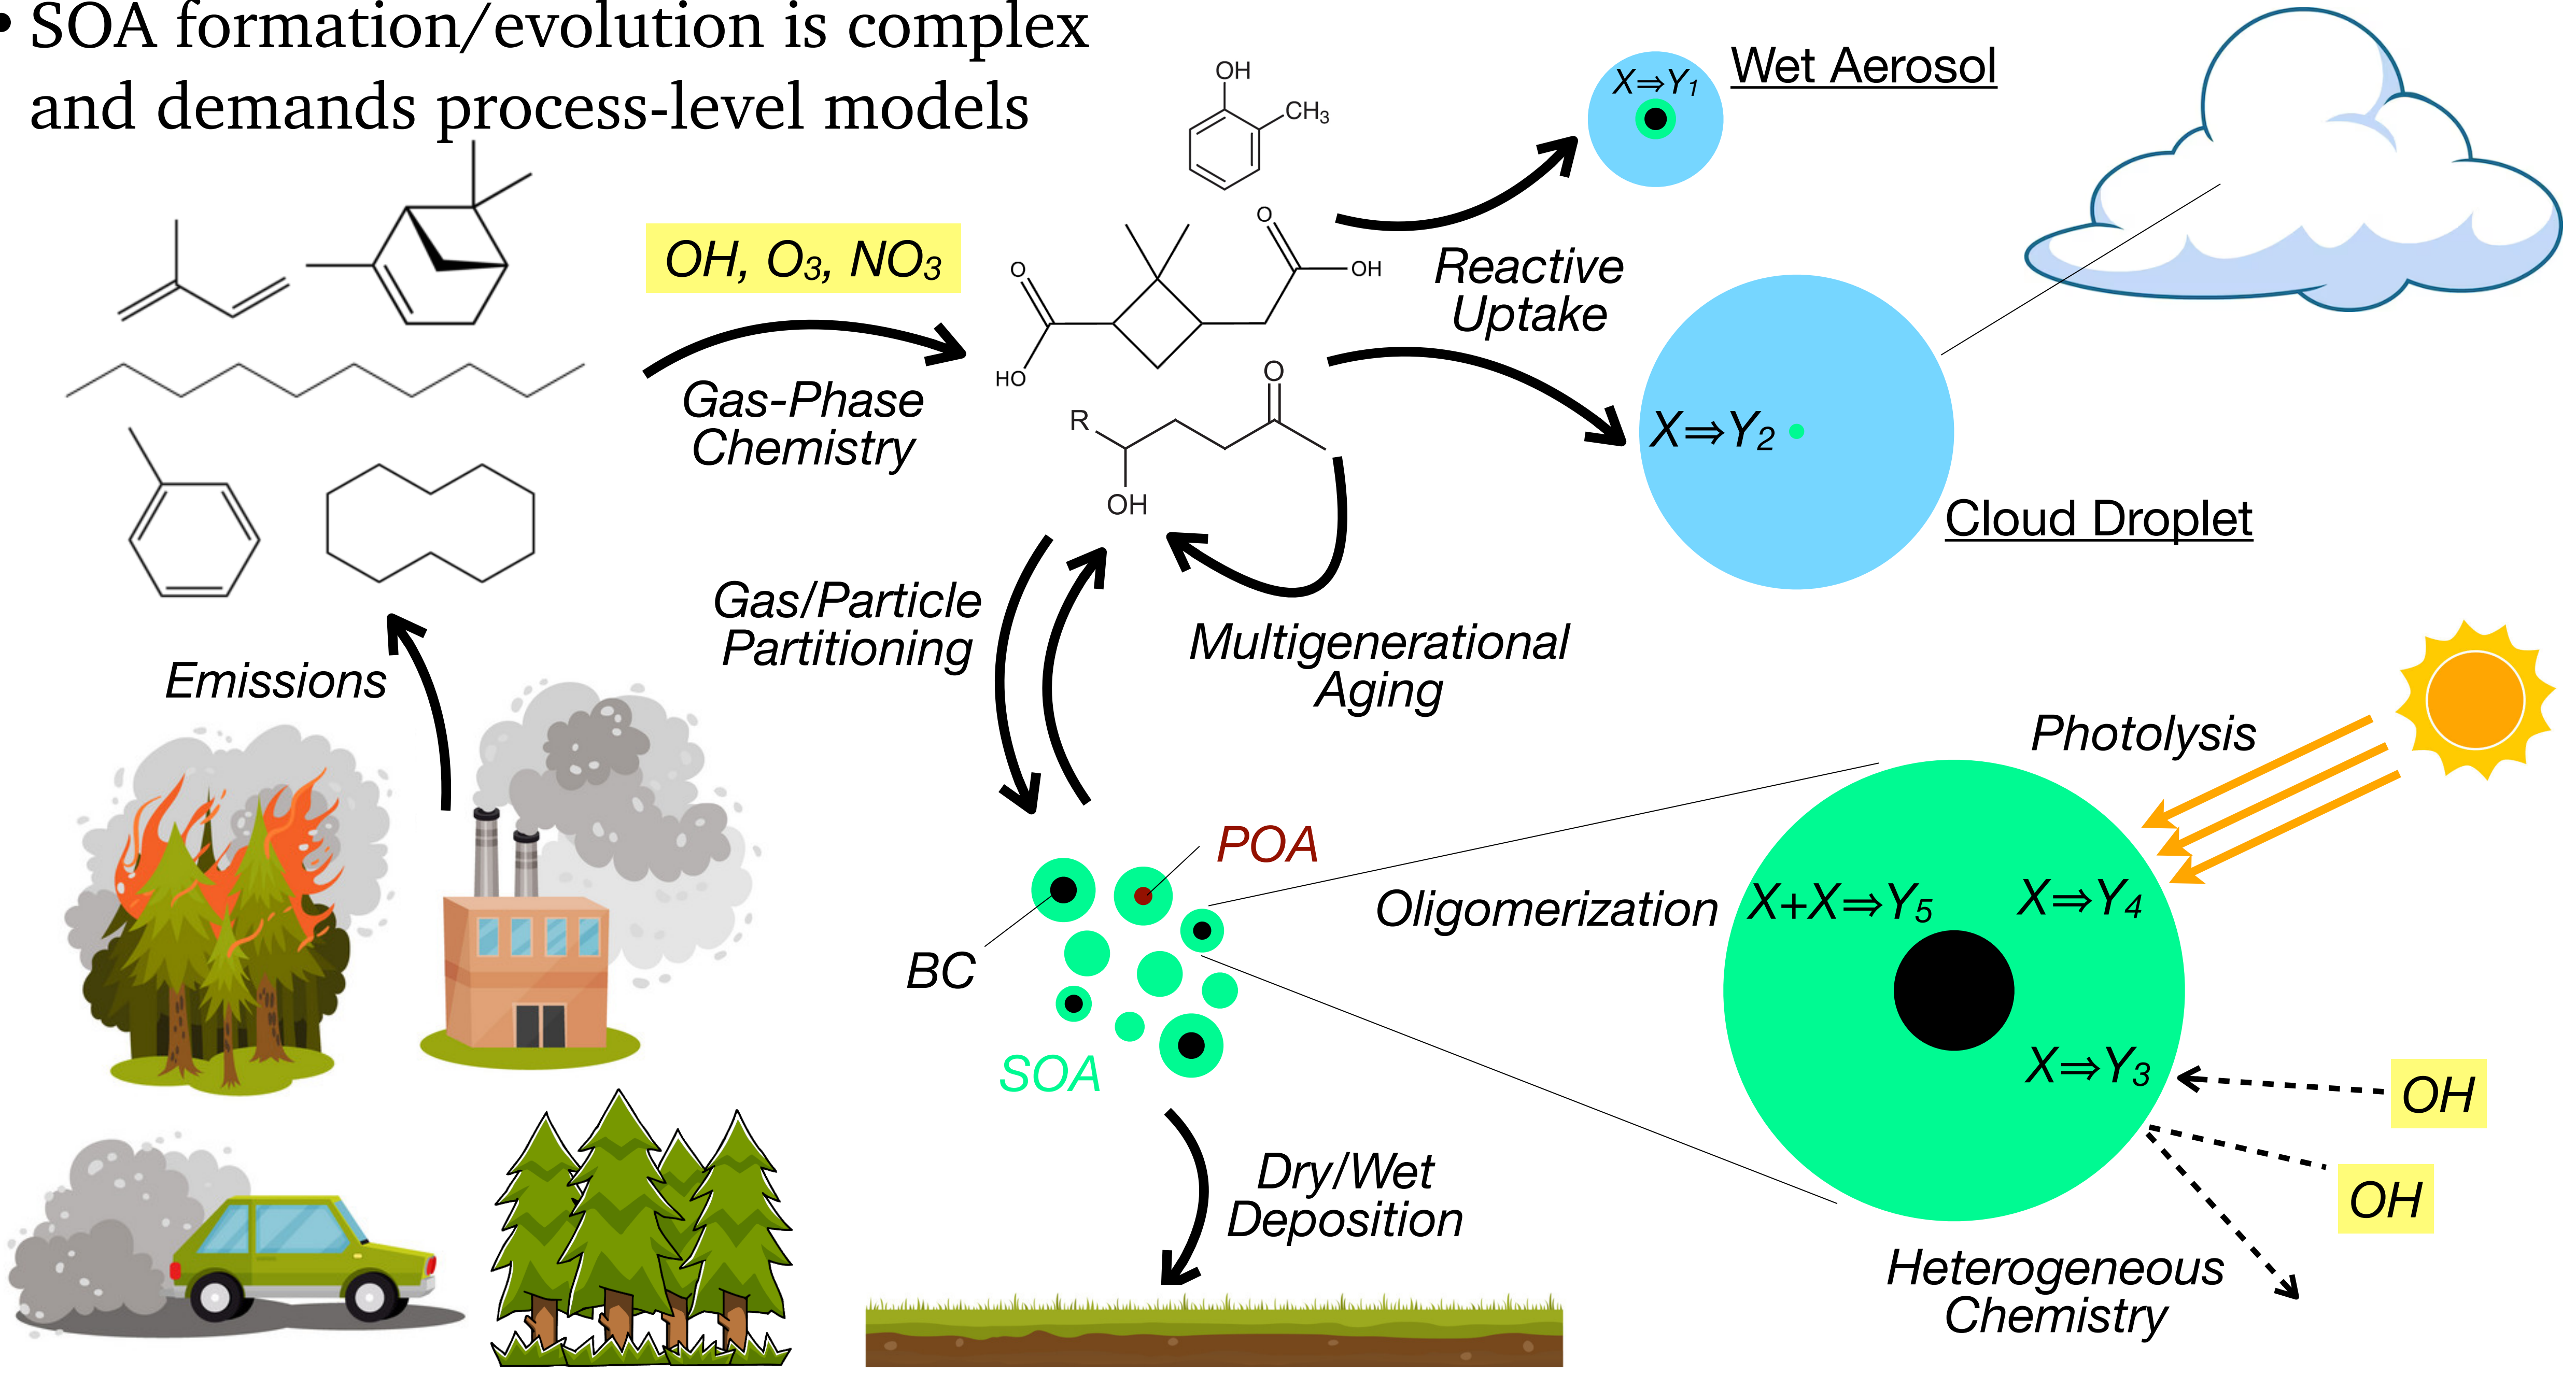 • SOA formation/evolution is complex
and demands process-level models
OH
CH3
X⇒Y1
Wet Aerosol
OH, O3, NO3
Gas-Phase
Chemistry
O
HO
O
OH
R
O
OH
Reactive
Uptake
X⇒Y2
Cloud Droplet
Emissions
Gas/Particle
Partitioning
Multigenerational
Aging
POA
BC
SOA
Dry/Wet
Deposition
Photolysis
Oligomerization
X+X⇒Y5
X⇒Y4
X⇒Y3
OH
OH
Heterogeneous
Chemistry